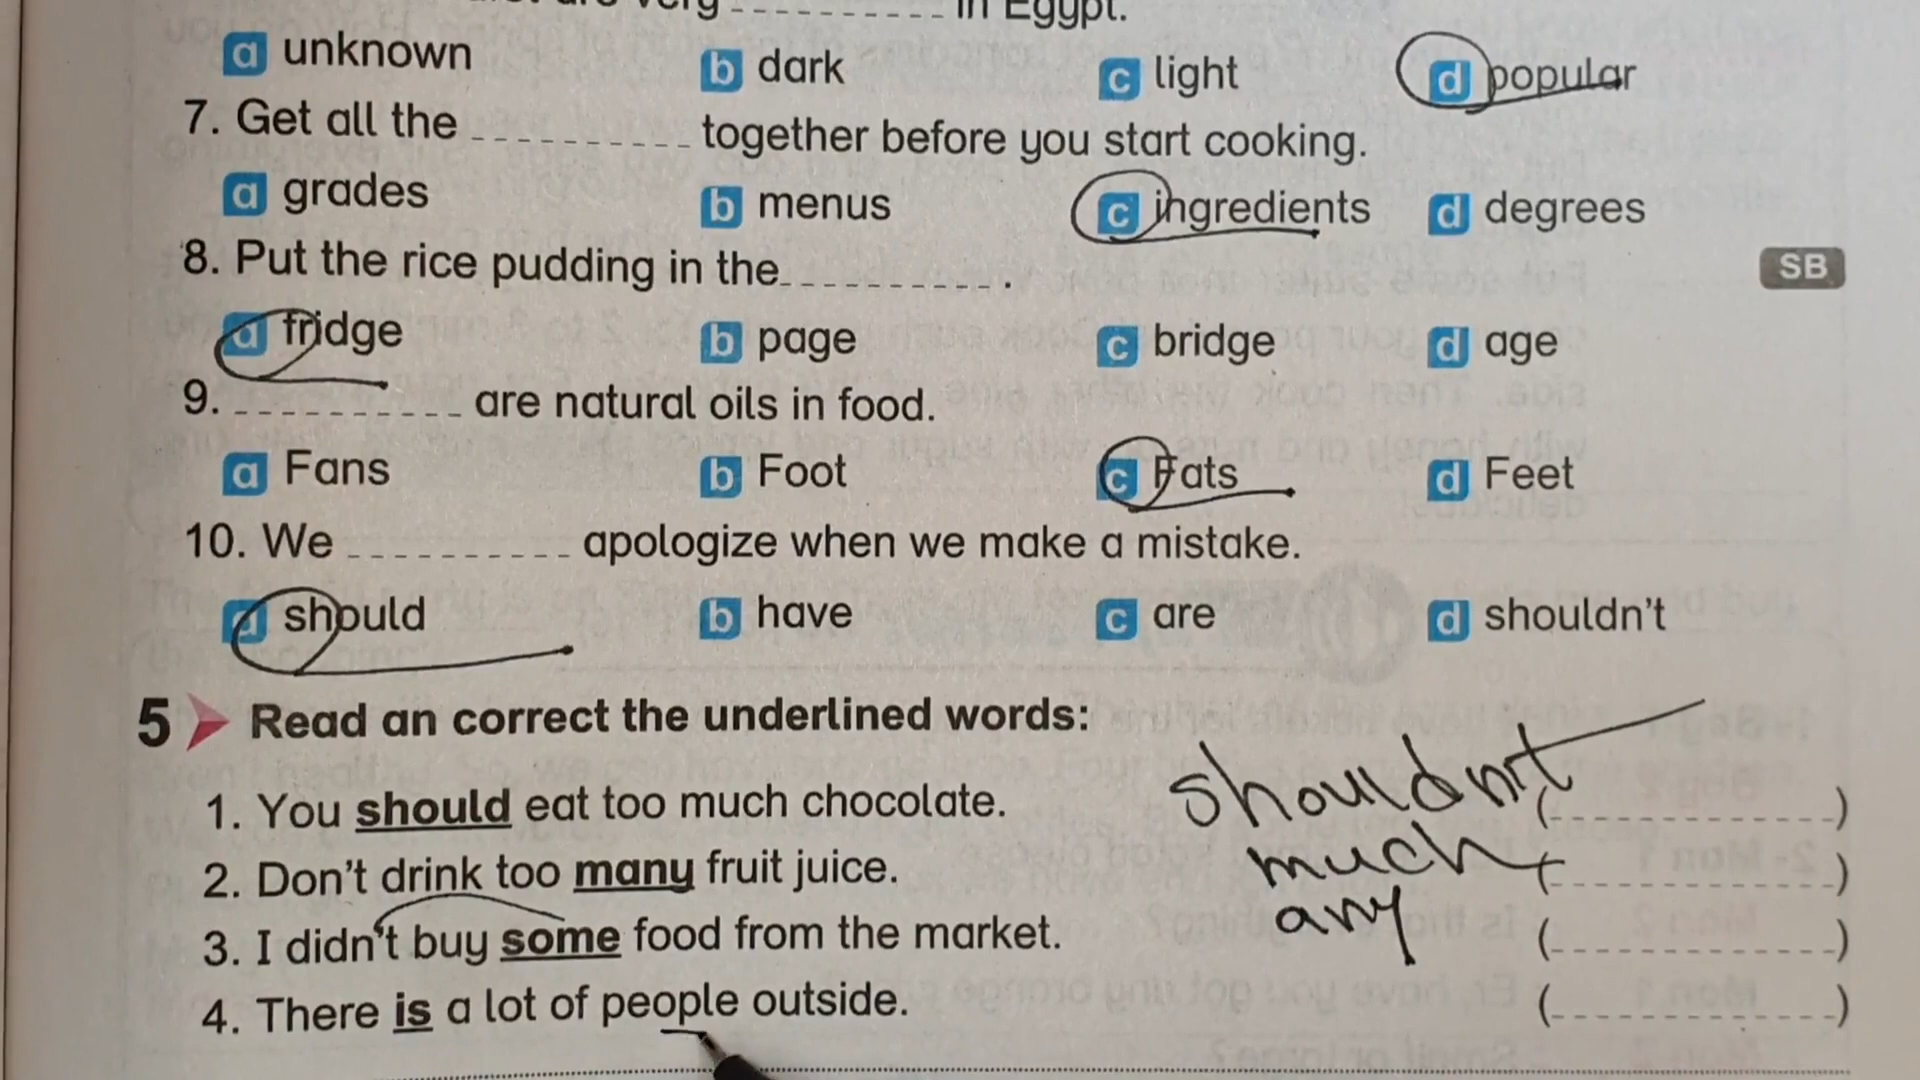 very ---------- in Egypt.
a unknown b dark c light d popular
7. Get all the ---------- together before you start cooking.
a grades b menus c ingredients d degrees
8. Put the rice pudding in the ---------- .
SB
a fridge b page c bridge d age
9. ---------- are natural oils in food.
a Fans b Foot c Fats d Feet
10. We ---------- apologize when we make a mistake.
a should b have c are d shouldn't
5 Read an correct the underlined words:
1. You should eat too much chocolate. shouldn't (------------)
2. Don't drink too many fruit juice. much (------------)
3. I didn't buy some food from the market. any (------------)
4. There is a lot of people outside. (------------)